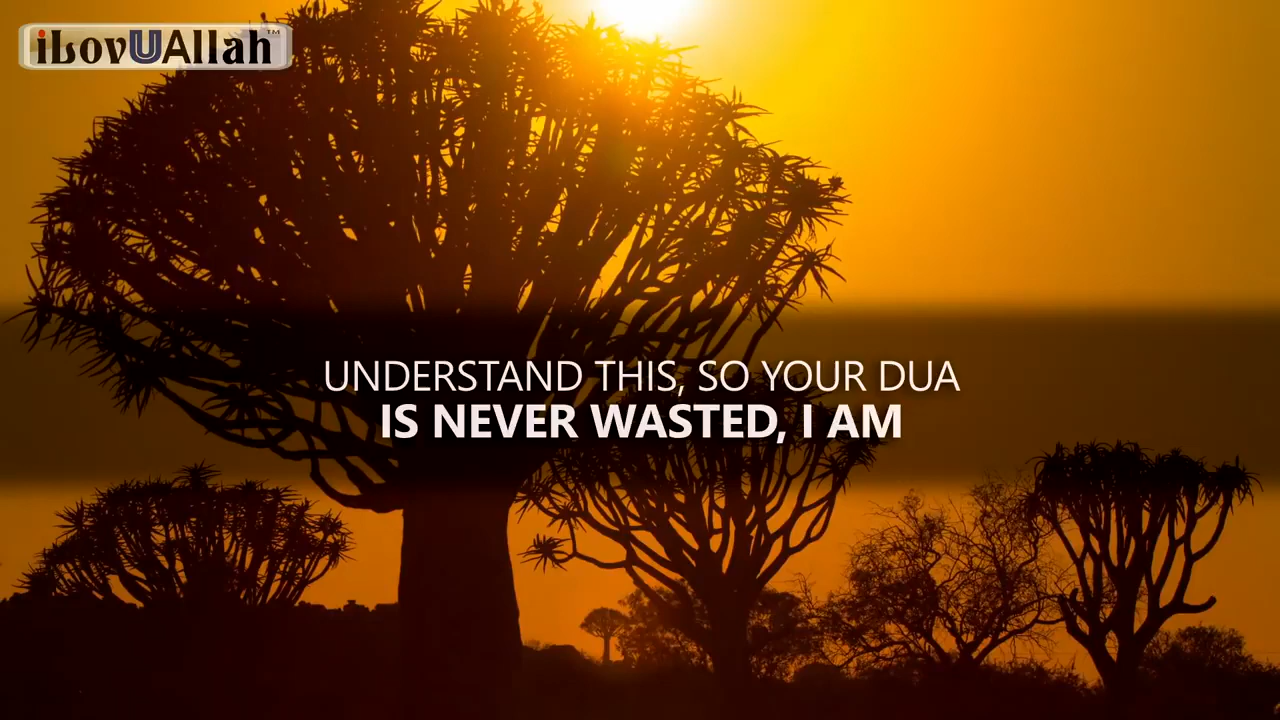 iLovUAllah™
UNDERSTAND THIS, SO YOUR DUA
IS NEVER WASTED, I AM